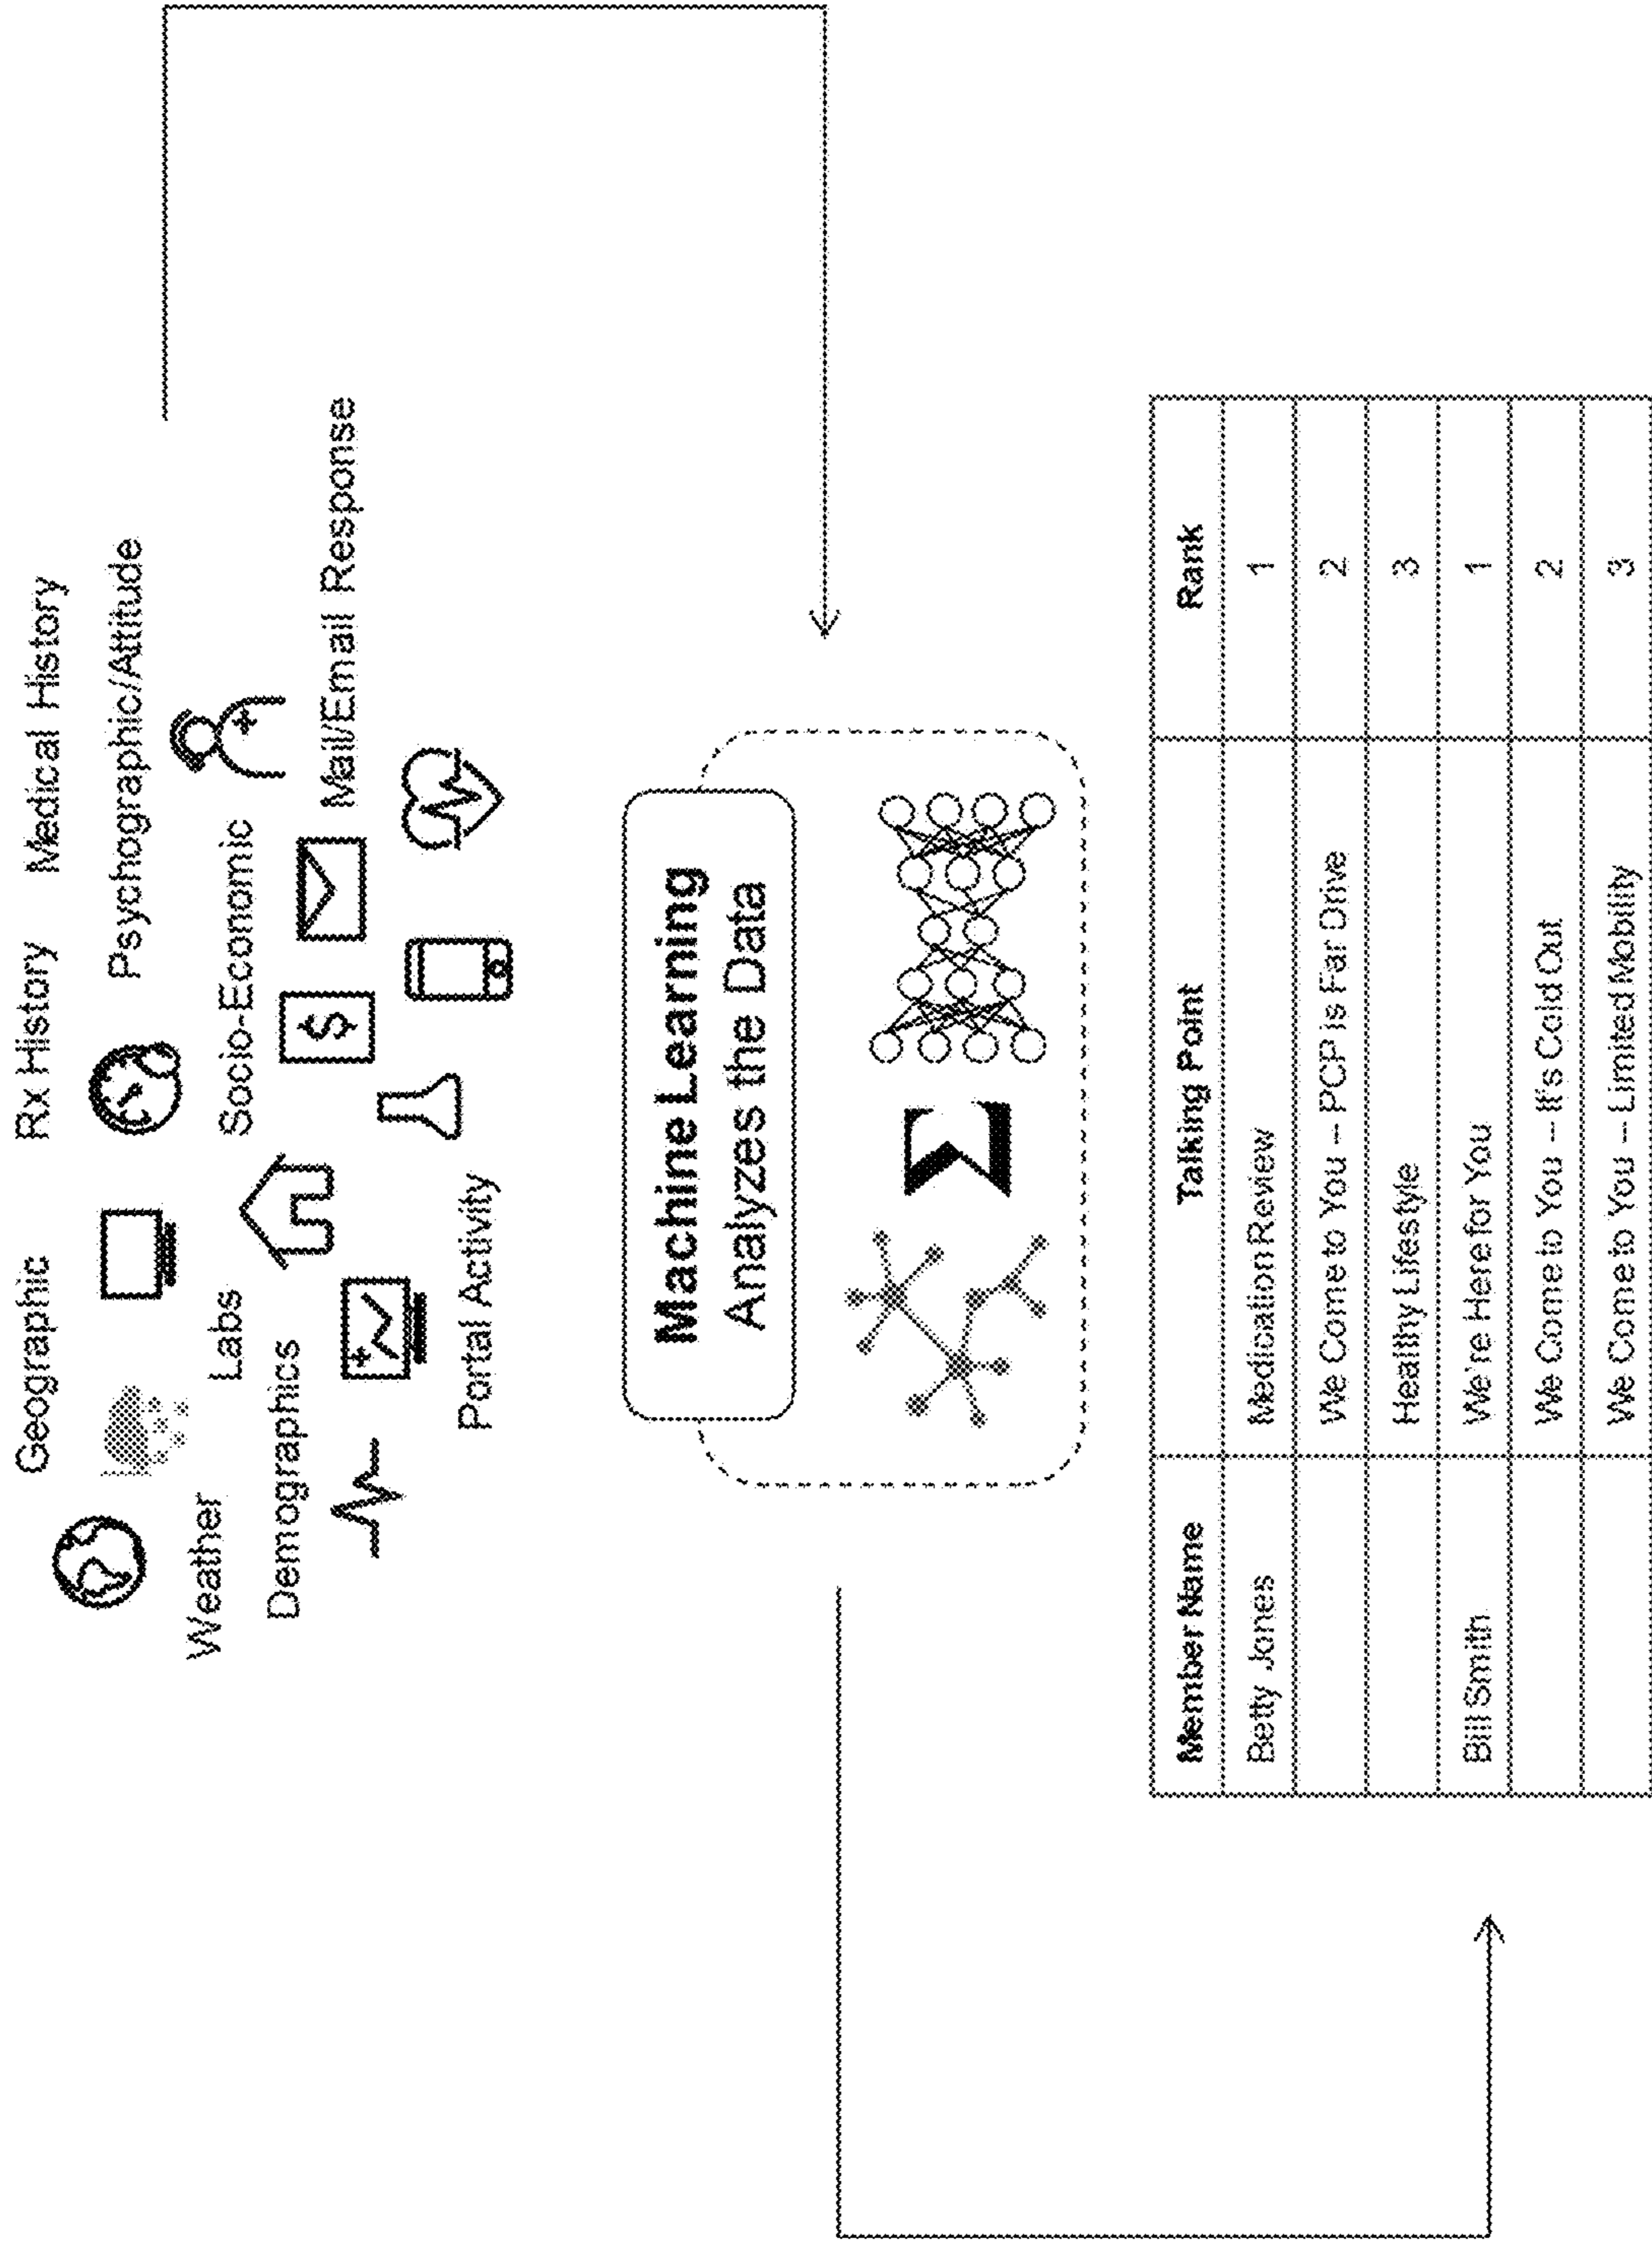 Geographic Rx History Medical History
Psychographic/Attitude
Weather Labs Socio-Economic
Demographics Mail/Email Response
$
Portal Activity
Machine Learning
Analyzes the Data
Σ
Member Name Talking Point Rank
Betty Jones Medication Review 1
We Come to You – PCP is Far Drive 2
Healthy Lifestyle 3
Bill Smith We're Here for You 1
We Come to You – It's Cold Out 2
We Come to You – Limited Mobility 3